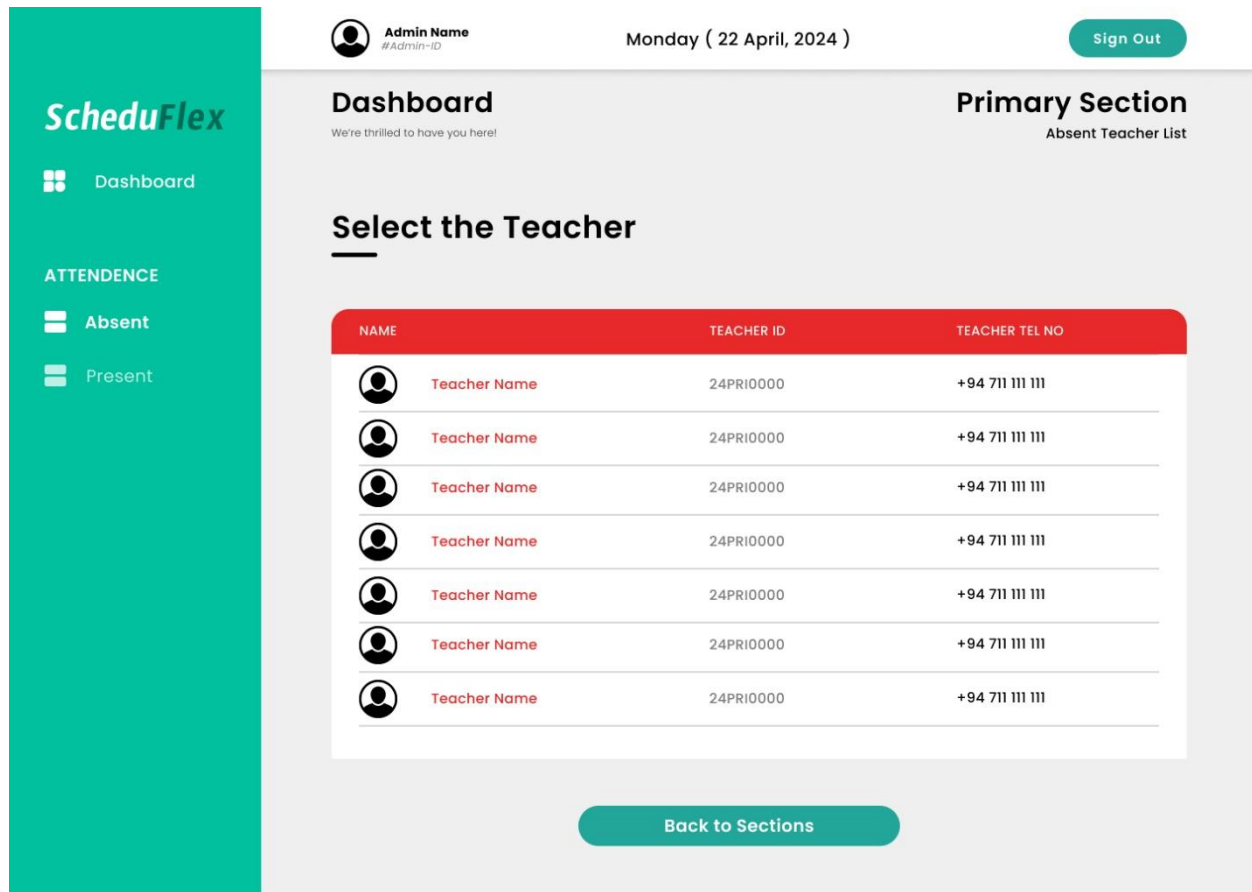 Admin Name
#Admin-ID
Monday ( 22 April, 2024 )
Sign Out
ScheduFlex
Dashboard
ATTENDENCE
Absent
Present
Dashboard
We're thrilled to have you here!
Primary Section
Absent Teacher List
Select the Teacher
NAME TEACHER ID TEACHER TEL NO
Teacher Name 24PRI0000 +94 711 111 111
Teacher Name 24PRI0000 +94 711 111 111
Teacher Name 24PRI0000 +94 711 111 111
Teacher Name 24PRI0000 +94 711 111 111
Teacher Name 24PRI0000 +94 711 111 111
Teacher Name 24PRI0000 +94 711 111 111
Teacher Name 24PRI0000 +94 711 111 111
Back to Sections